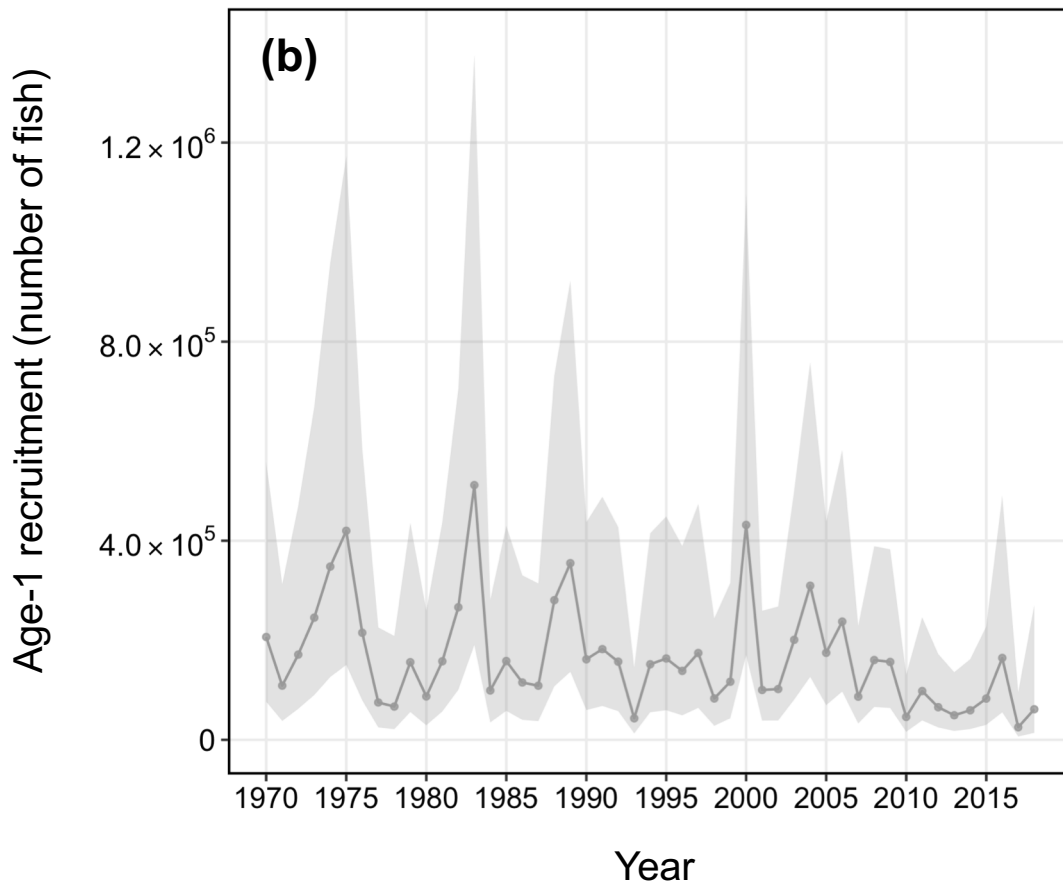 (b)
Age-1 recruitment (number of fish)
1.2 × 10⁶
8.0 × 10⁵
4.0 × 10⁵
0
1970 1975 1980 1985 1990 1995 2000 2005 2010 2015
Year